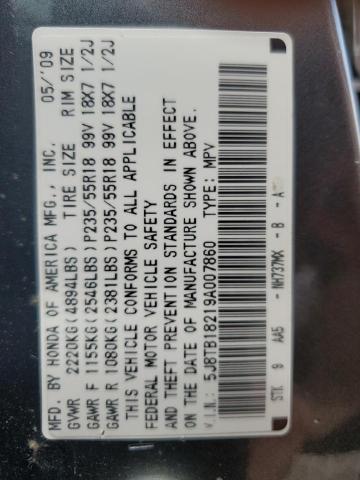 MFD. BY HONDA OF AMERICA MFG., INC. 05/'09
GVWR 2220KG(4894LBS) TIRE SIZE RIM SIZE
GAWR F 1155KG(2546LBS)P235/55R18 99V 18X7 1/2J
GAWR R 1080KG(2381LBS)P235/55R18 99V 18X7 1/2J
THIS VEHICLE CONFORMS TO ALL APPLICABLE
FEDERAL MOTOR VEHICLE SAFETY
AND THEFT PREVENTION STANDARDS IN EFFECT
ON THE DATE OF MANUFACTURE SHOWN ABOVE.
V.I.N.: 5J8TB18219A007860 TYPE: MPV
STK 9 AA5 - NH737MX - B - A